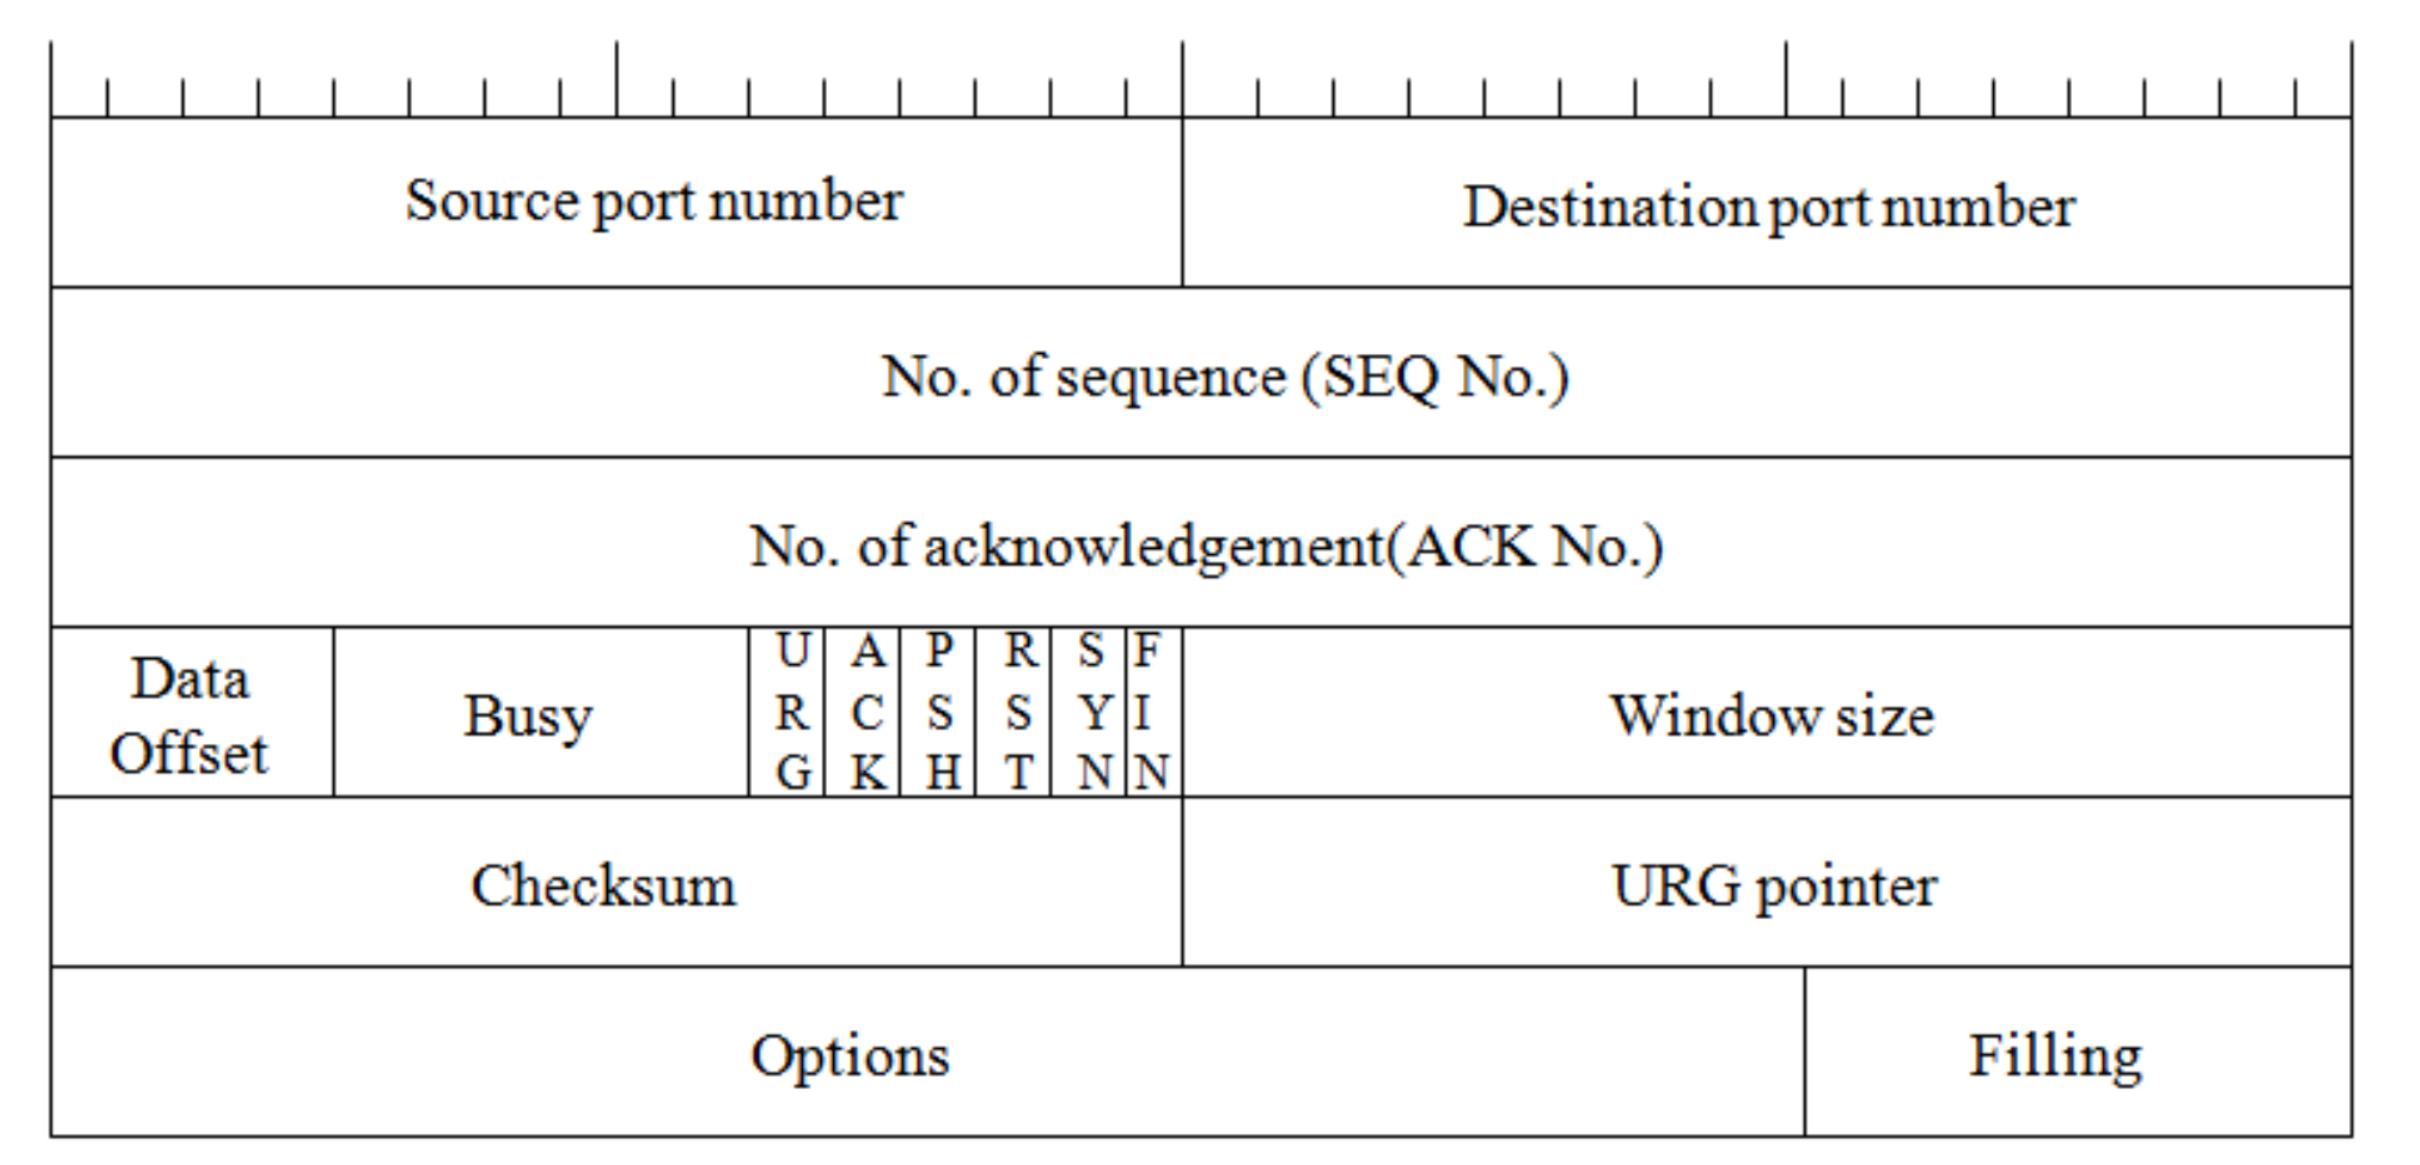 Source port number
Destination port number
No. of sequence (SEQ No.)
No. of acknowledgement(ACK No.)
Data
Offset
Busy
URG
ACK
PSH
RST
SYN
FIN
Window size
Checksum
URG pointer
Options
Filling